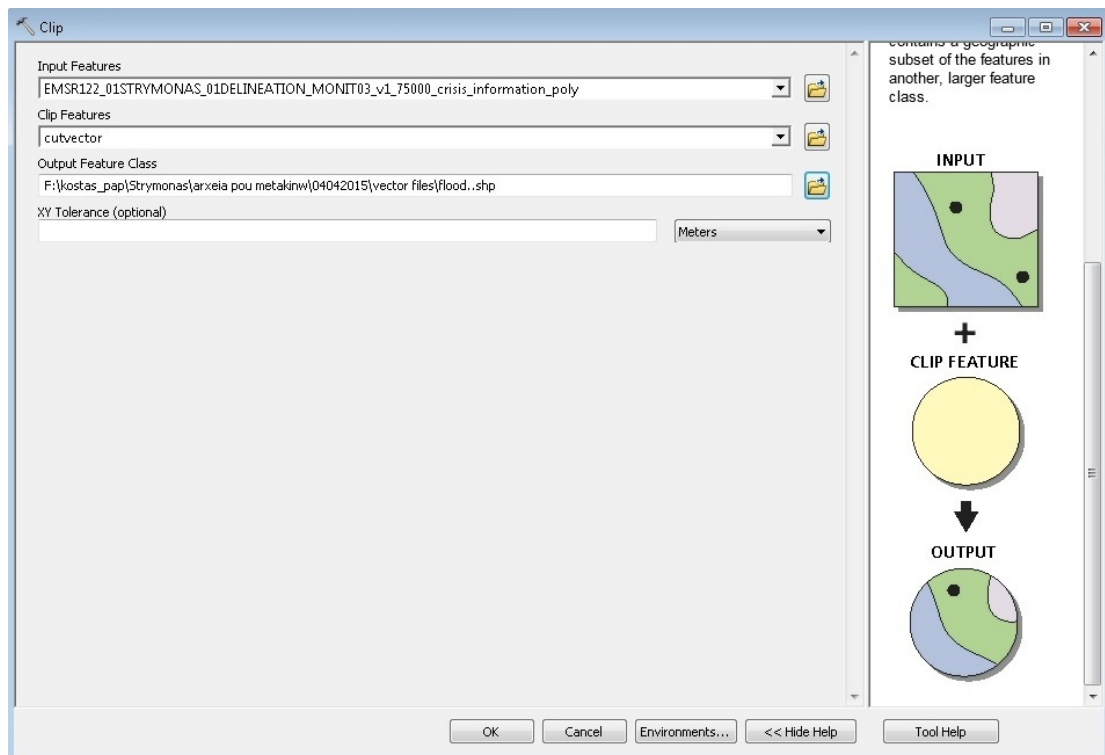 Clip
Input Features
EMSR122_01STRYMONAS_01DELINEATION_MONIT03_v1_75000_crisis_information_poly
Clip Features
cutvector
Output Feature Class
F:\kostas_pap\Strymonas\arxeia pou metakinw\04042015\vector files\flood..shp
XY Tolerance (optional)
Meters
OK
Cancel
Environments...
<< Hide Help
contains a geographic
subset of the features in
another, larger feature
class.
INPUT
+
CLIP FEATURE
OUTPUT
Tool Help